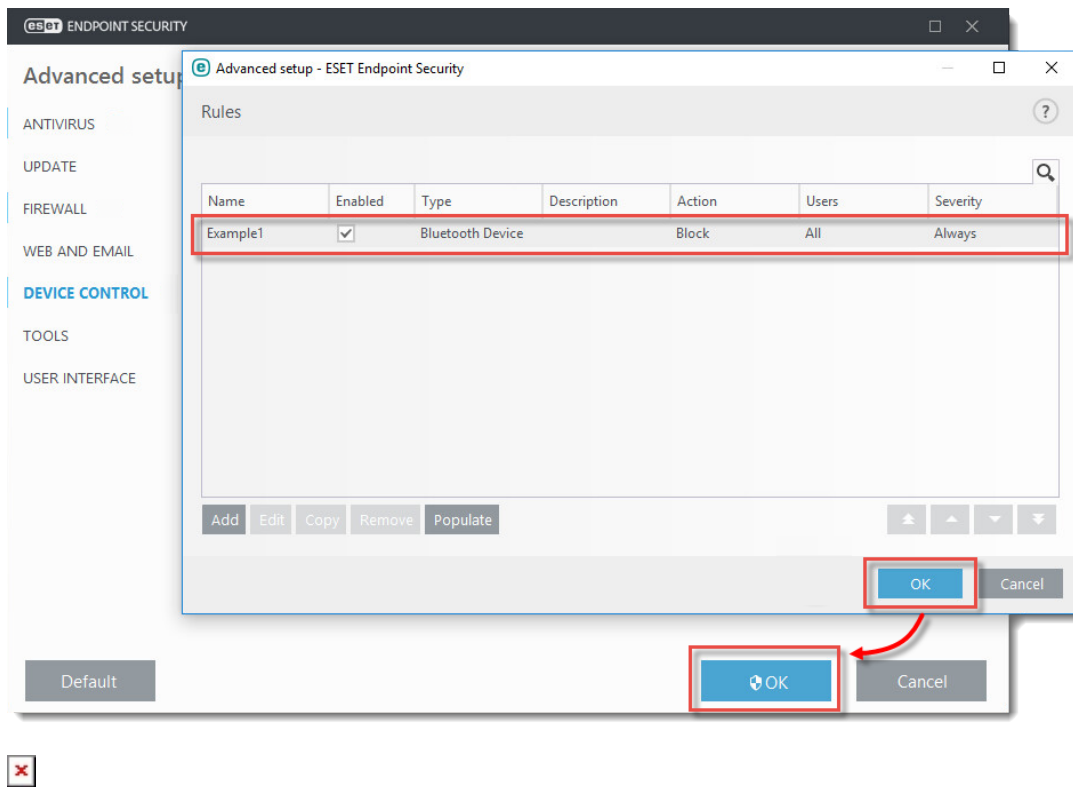 eset ENDPOINT SECURITY
Advanced setup
ANTIVIRUS
UPDATE
FIREWALL
WEB AND EMAIL
DEVICE CONTROL
TOOLS
USER INTERFACE
e Advanced setup - ESET Endpoint Security
Rules ?
Name Enabled Type Description Action Users Severity
Example1 Bluetooth Device Block All Always
Add Edit Copy Remove Populate
OK Cancel
Default OK Cancel